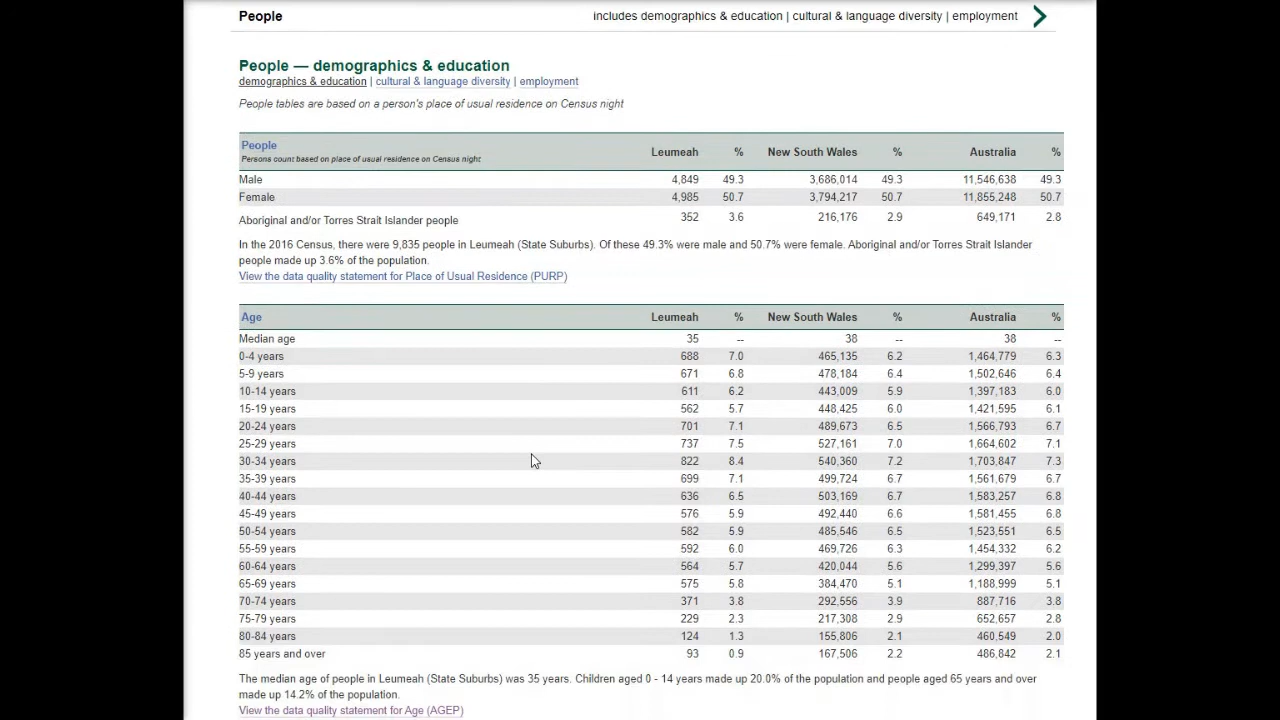 People includes demographics & education | cultural & language diversity | employment
People — demographics & education
demographics & education | cultural & language diversity | employment
People tables are based on a person's place of usual residence on Census night
People Leumeah % New South Wales % Australia %
Persons count based on place of usual residence on Census night
Male 4,849 49.3 3,686,014 49.3 11,546,638 49.3
Female 4,985 50.7 3,794,217 50.7 11,855,248 50.7
Aboriginal and/or Torres Strait Islander people 352 3.6 216,176 2.9 649,171 2.8
In the 2016 Census, there were 9,835 people in Leumeah (State Suburbs). Of these 49.3% were male and 50.7% were female. Aboriginal and/or Torres Strait Islander
people made up 3.6% of the population.
View the data quality statement for Place of Usual Residence (PURP)
Age Leumeah % New South Wales % Australia %
Median age 35 -- 38 -- 38 --
0-4 years 688 7.0 465,135 6.2 1,464,779 6.3
5-9 years 671 6.8 478,184 6.4 1,502,646 6.4
10-14 years 611 6.2 443,009 5.9 1,397,183 6.0
15-19 years 562 5.7 448,425 6.0 1,421,595 6.1
20-24 years 701 7.1 489,673 6.5 1,566,793 6.7
25-29 years 737 7.5 527,161 7.0 1,664,602 7.1
30-34 years 822 8.4 540,360 7.2 1,703,847 7.3
35-39 years 699 7.1 499,724 6.7 1,561,679 6.7
40-44 years 636 6.5 503,169 6.7 1,583,257 6.8
45-49 years 576 5.9 492,440 6.6 1,581,455 6.8
50-54 years 582 5.9 485,546 6.5 1,523,551 6.5
55-59 years 592 6.0 469,726 6.3 1,454,332 6.2
60-64 years 564 5.7 420,044 5.6 1,299,397 5.6
65-69 years 575 5.8 384,470 5.1 1,188,999 5.1
70-74 years 371 3.8 292,556 3.9 887,716 3.8
75-79 years 229 2.3 217,308 2.9 652,657 2.8
80-84 years 124 1.3 155,806 2.1 460,549 2.0
85 years and over 93 0.9 167,506 2.2 486,842 2.1
The median age of people in Leumeah (State Suburbs) was 35 years. Children aged 0 - 14 years made up 20.0% of the population and people aged 65 years and over
made up 14.2% of the population.
View the data quality statement for Age (AGEP)